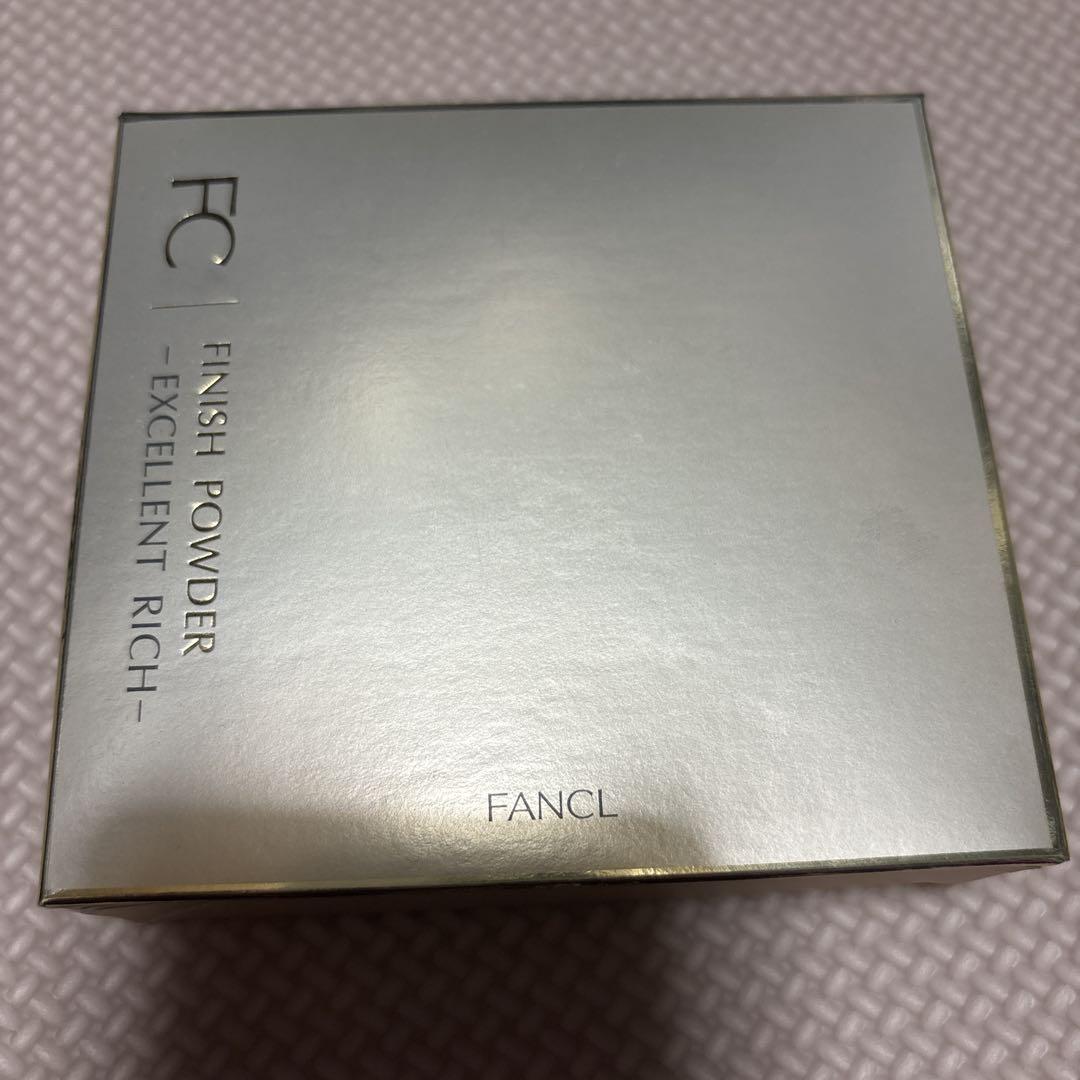 FC | FINISH POWDER
-EXCELLENT RICH-
FANCL